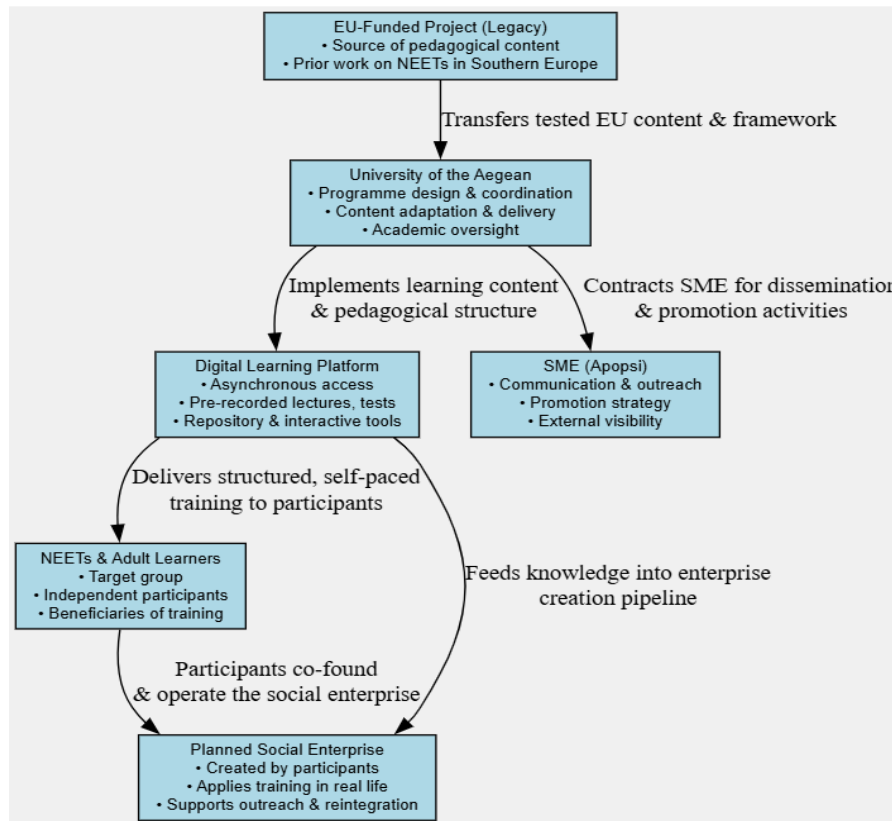 EU-Funded Project (Legacy)
• Source of pedagogical content
• Prior work on NEETs in Southern Europe
Transfers tested EU content & framework
University of the Aegean
• Programme design & coordination
• Content adaptation & delivery
• Academic oversight
Implements learning content
& pedagogical structure
Contracts SME for dissemination
& promotion activities
Digital Learning Platform
• Asynchronous access
• Pre-recorded lectures, tests
• Repository & interactive tools
SME (Apopsi)
• Communication & outreach
• Promotion strategy
• External visibility
Delivers structured, self-paced
training to participants
NEETs & Adult Learners
• Target group
• Independent participants
• Beneficiaries of training
Feeds knowledge into enterprise
creation pipeline
Participants co-found
& operate the social enterprise
Planned Social Enterprise
• Created by participants
• Applies training in real life
• Supports outreach & reintegration